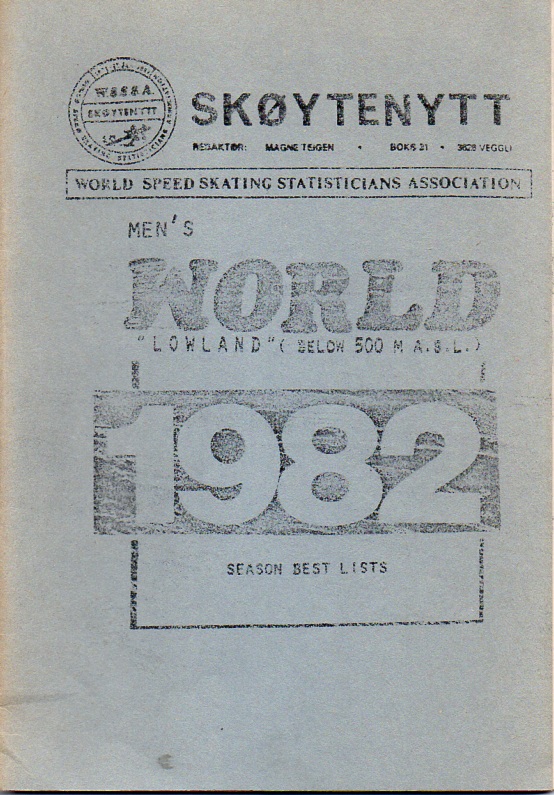 W.S.S.A.
SKØYTENYTT
SKØYTENYTT
REDAKTØR: MAGNE TEIGEN • BOKS 31 • 3628 VEGGLI
WORLD SPEED SKATING STATISTICIANS ASSOCIATION
MEN'S
WORLD
"LOWLAND" ( BELOW 500 M A.S.L.)
1982
SEASON BEST LISTS